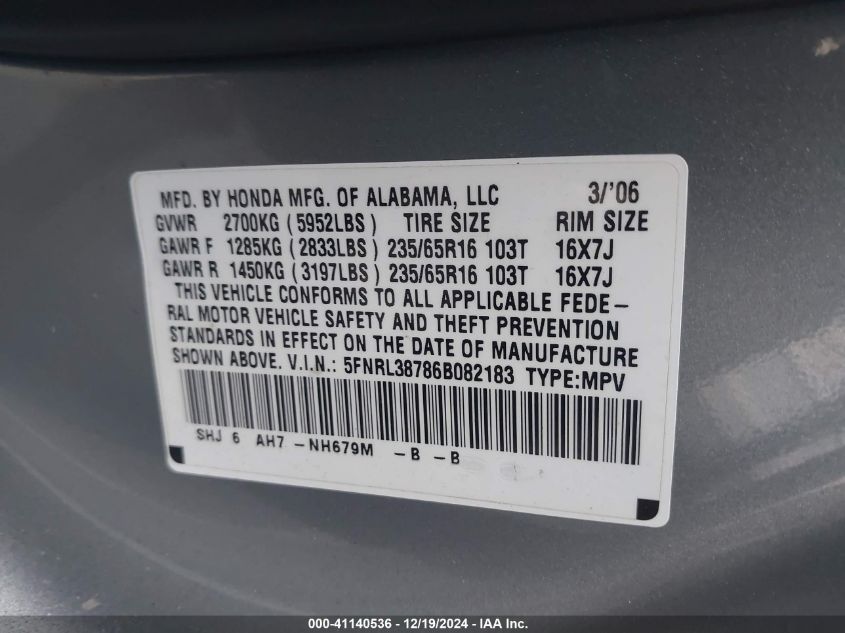 MFD. BY HONDA MFG. OF ALABAMA, LLC 3/'06
GVWR 2700KG (5952LBS) TIRE SIZE RIM SIZE
GAWR F 1285KG (2833LBS) 235/65R16 103T 16X7J
GAWR R 1450KG (3197LBS) 235/65R16 103T 16X7J
THIS VEHICLE CONFORMS TO ALL APPLICABLE FEDE-
RAL MOTOR VEHICLE SAFETY AND THEFT PREVENTION
STANDARDS IN EFFECT ON THE DATE OF MANUFACTURE
SHOWN ABOVE. V.I.N.: 5FNRL38786B082183 TYPE:MPV
SHJ 6 AH7 -NH679M -B -B
000-41140536 - 12/19/2024 - IAA Inc.